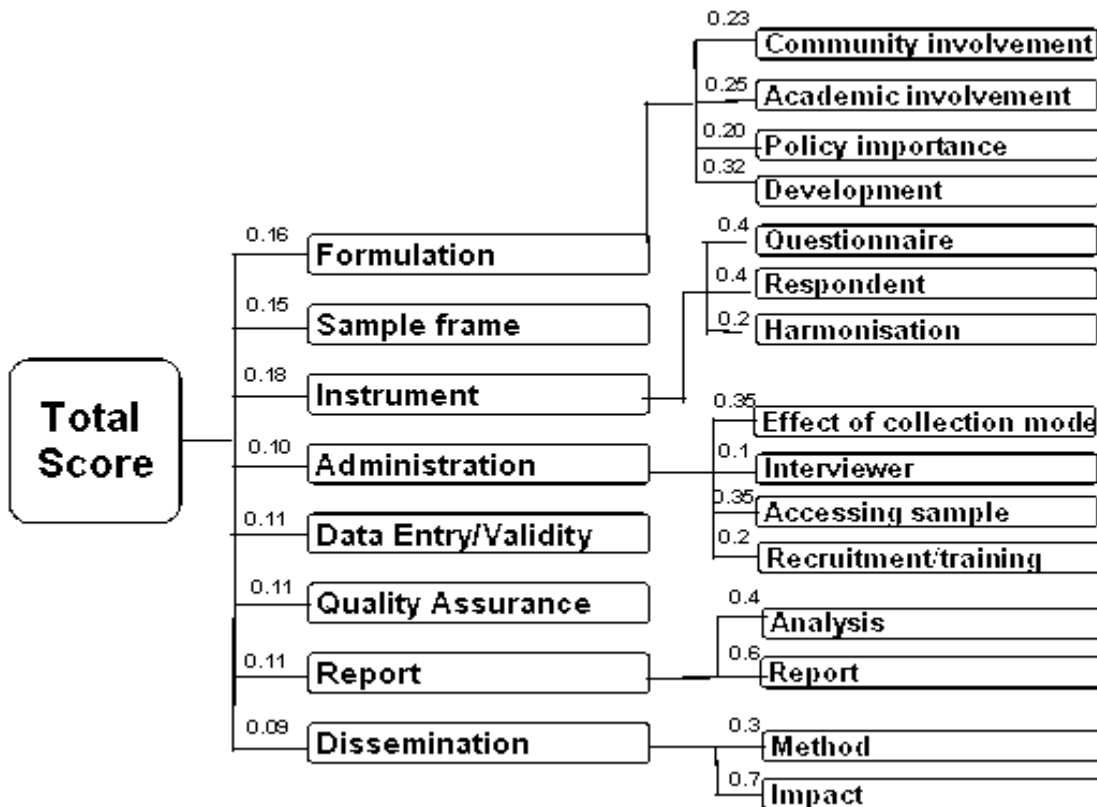 0.23
Community involvement
0.25
Academic involvement
0.20
Policy importance
0.32
Development
0.16
Formulation
0.4
Questionnaire
0.4
Respondent
0.2
Harmonisation
0.15
Sample frame
0.18
Instrument
Total
Score
0.10
Administration
0.35
Effect of collection mode
0.1
Interviewer
0.35
Accessing sample
0.2
Recruitment/training
0.11
Data Entry/Validity
0.11
Quality Assurance
0.11
Report
0.4
Analysis
0.6
Report
0.09
Dissemination
0.3
Method
0.7
Impact